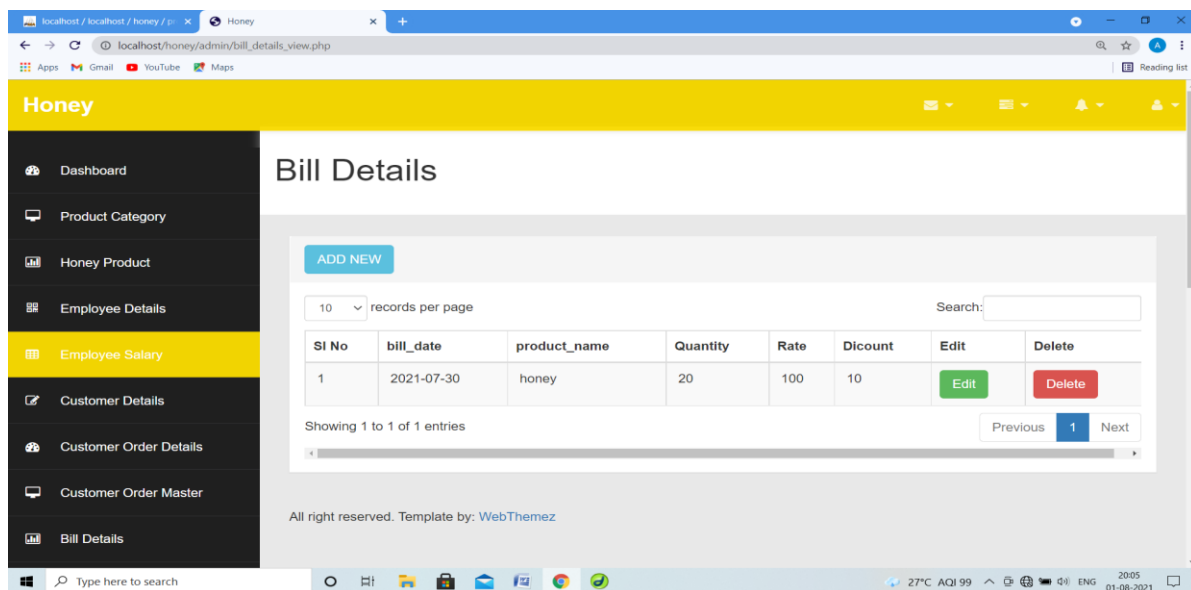 localhost / localhost / honey / p
Honey
localhost/honey/admin/bill_details_view.php
A
Apps
Gmail
YouTube
Maps
Reading list
Honey
Dashboard
Product Category
Honey Product
Employee Details
Employee Salary
Customer Details
Customer Order Details
Customer Order Master
Bill Details
Bill Details
ADD NEW
10 records per page
Search:
SI No bill_date product_name Quantity Rate Dicount Edit Delete
1 2021-07-30 honey 20 100 10 Edit Delete
Showing 1 to 1 of 1 entries
Previous 1 Next
All right reserved. Template by: WebThemez
Type here to search
27°C AQI 99
ENG
20:05
01-08-2021